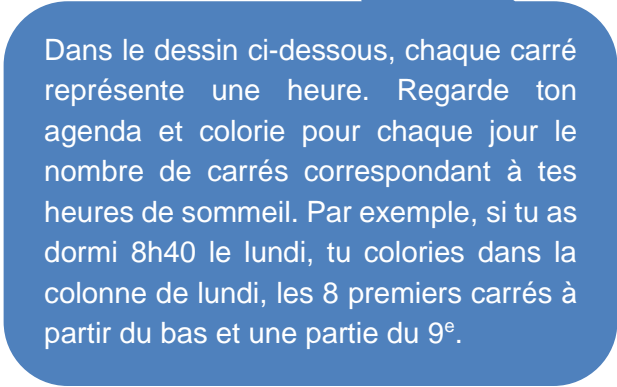 Dans le dessin ci-dessous, chaque carré
représente une heure. Regarde ton
agenda et colorie pour chaque jour le
nombre de carrés correspondant à tes
heures de sommeil. Par exemple, si tu as
dormi 8h40 le lundi, tu colories dans la
colonne de lundi, les 8 premiers carrés à
partir du bas et une partie du 9ᵉ.